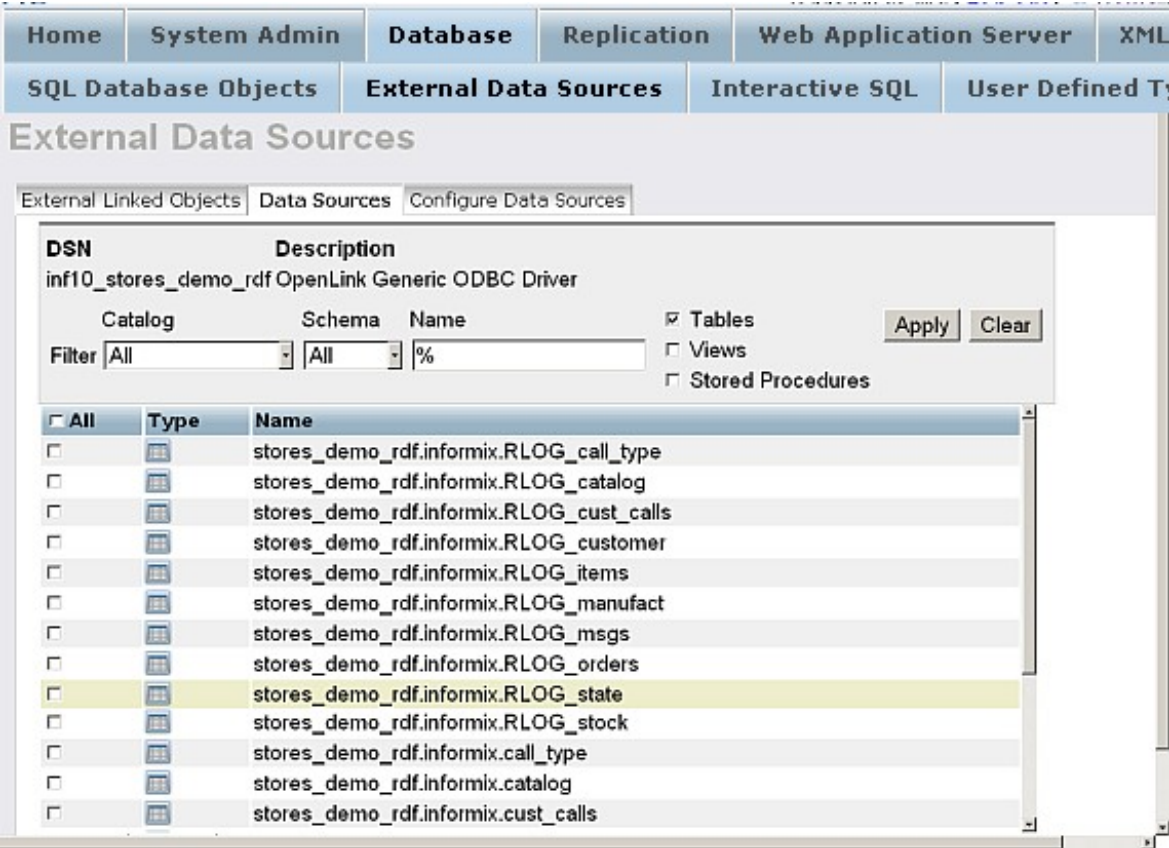 Home System Admin Database Replication Web Application Server XML
SQL Database Objects External Data Sources Interactive SQL User Defined Ty
External Data Sources
External Linked Objects Data Sources Configure Data Sources
DSN Description
inf10_stores_demo_rdf OpenLink Generic ODBC Driver
Catalog Schema Name Tables Apply Clear
Filter All All % Views
Stored Procedures
All Type Name
stores_demo_rdf.informix.RLOG_call_type
stores_demo_rdf.informix.RLOG_catalog
stores_demo_rdf.informix.RLOG_cust_calls
stores_demo_rdf.informix.RLOG_customer
stores_demo_rdf.informix.RLOG_items
stores_demo_rdf.informix.RLOG_manufact
stores_demo_rdf.informix.RLOG_msgs
stores_demo_rdf.informix.RLOG_orders
stores_demo_rdf.informix.RLOG_state
stores_demo_rdf.informix.RLOG_stock
stores_demo_rdf.informix.call_type
stores_demo_rdf.informix.catalog
stores_demo_rdf.informix.cust_calls